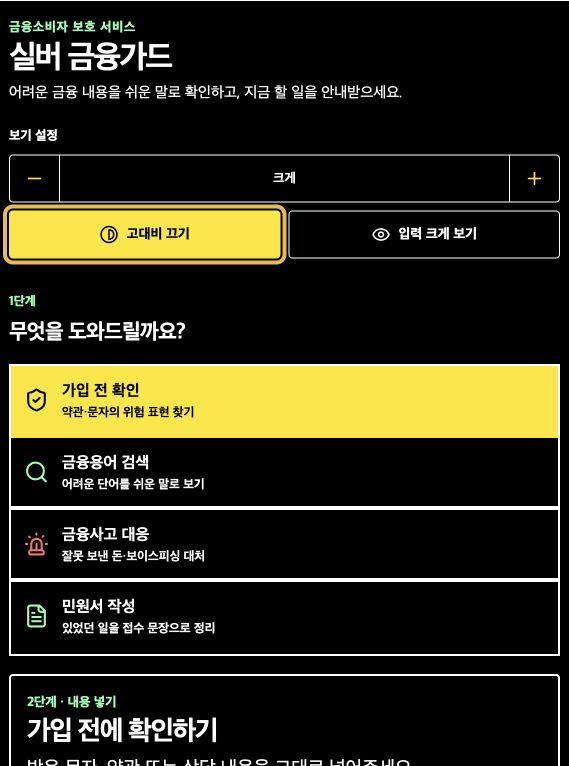 금융소비자 보호 서비스
실버 금융가드
어려운 금융 내용을 쉬운 말로 확인하고, 지금 할 일을 안내받으세요.
보기 설정
− 크게 +
고대비 끄기 입력 크게 보기
1단계
무엇을 도와드릴까요?
가입 전 확인
약관·문자의 위험 표현 찾기
금융용어 검색
어려운 단어를 쉬운 말로 보기
금융사고 대응
잘못 보낸 돈·보이스피싱 대처
민원서 작성
있었던 일을 접수 문장으로 정리
2단계 · 내용 넣기
가입 전에 확인하기
받은 문자, 약관 또는 상담 내용을 그대로 넣어주세요.